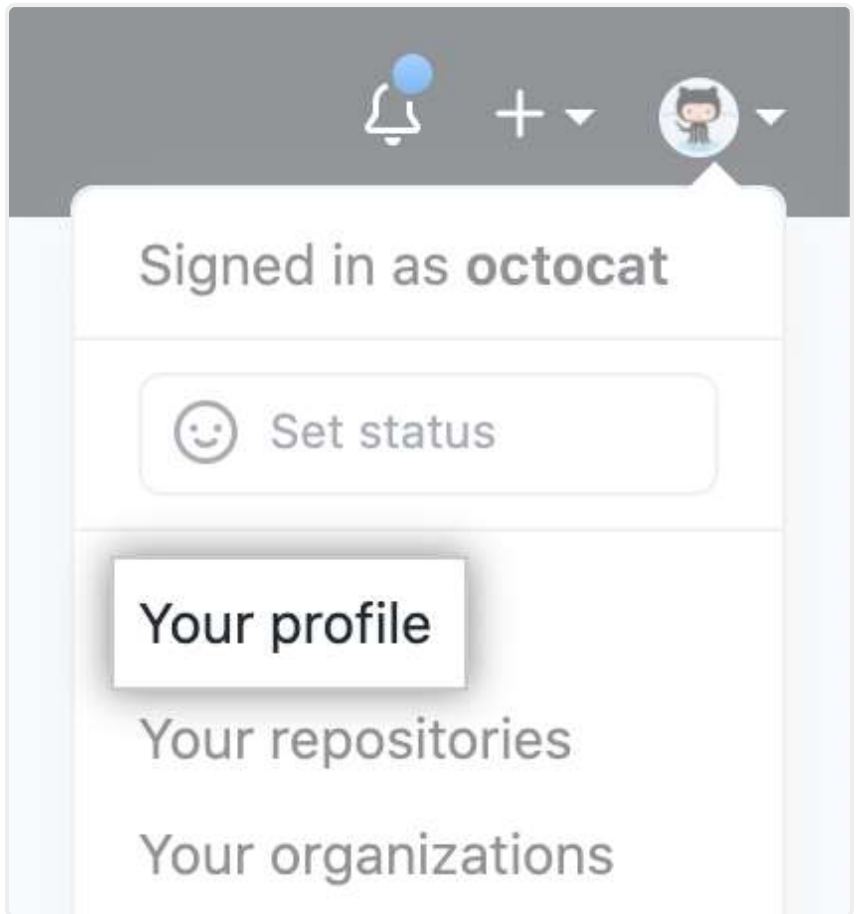 Signed in as octocat
Set status
Your profile
Your repositories
Your organizations